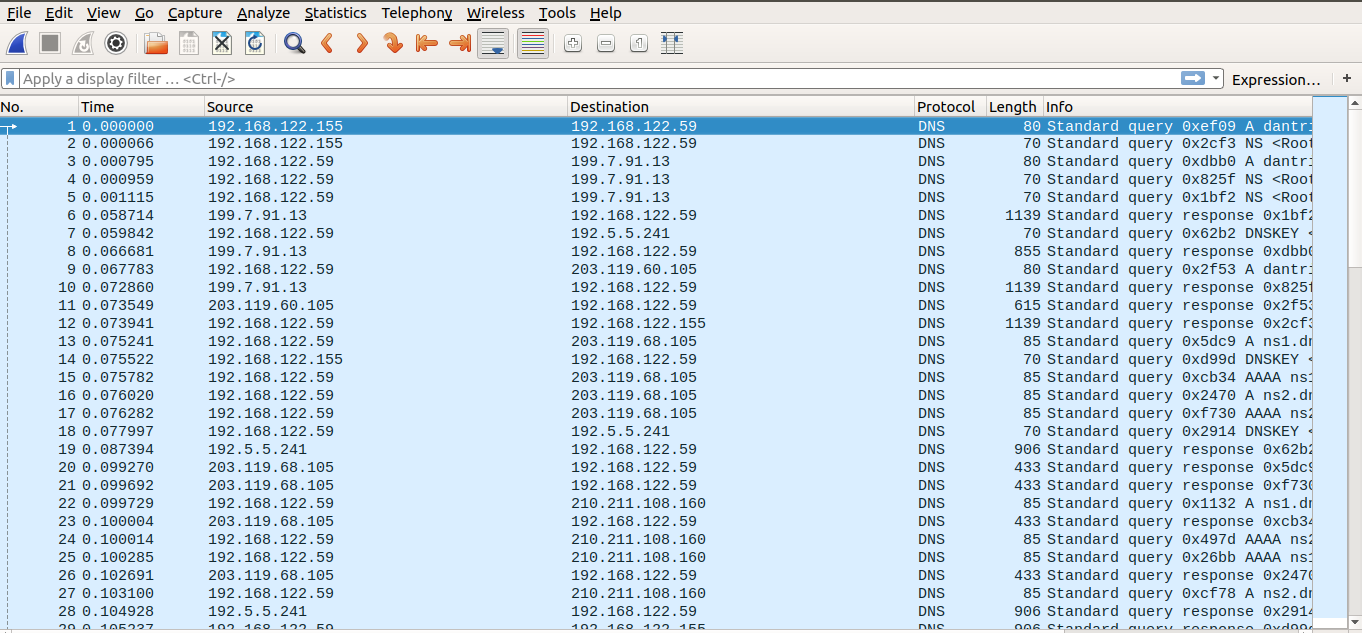 File Edit View Go Capture Analyze Statistics Telephony Wireless Tools Help
Apply a display filter … <Ctrl-/> Expression… +
No. Time Source Destination Protocol Length Info
1 0.000000 192.168.122.155 192.168.122.59 DNS 80 Standard query 0xef09 A dantri
2 0.000066 192.168.122.155 192.168.122.59 DNS 70 Standard query 0x2cf3 NS <Root
3 0.000795 192.168.122.59 199.7.91.13 DNS 80 Standard query 0xdbb0 A dantri
4 0.000959 192.168.122.59 199.7.91.13 DNS 70 Standard query 0x825f NS <Root
5 0.001115 192.168.122.59 199.7.91.13 DNS 70 Standard query 0x1bf2 NS <Root
6 0.058714 199.7.91.13 192.168.122.59 DNS 1139 Standard query response 0x1bf2
7 0.059842 192.168.122.59 192.5.5.241 DNS 70 Standard query 0x62b2 DNSKEY <
8 0.066681 199.7.91.13 192.168.122.59 DNS 855 Standard query response 0xdbb0
9 0.067783 192.168.122.59 203.119.60.105 DNS 80 Standard query 0x2f53 A dantri
10 0.072860 199.7.91.13 192.168.122.59 DNS 1139 Standard query response 0x825f
11 0.073549 203.119.60.105 192.168.122.59 DNS 615 Standard query response 0x2f53
12 0.073941 192.168.122.59 192.168.122.155 DNS 1139 Standard query response 0x2cf3
13 0.075241 192.168.122.59 203.119.68.105 DNS 85 Standard query 0x5dc9 A ns1.dn
14 0.075522 192.168.122.155 192.168.122.59 DNS 70 Standard query 0xd99d DNSKEY <
15 0.075782 192.168.122.59 203.119.68.105 DNS 85 Standard query 0xcb34 AAAA ns1
16 0.076020 192.168.122.59 203.119.68.105 DNS 85 Standard query 0x2470 A ns2.dn
17 0.076282 192.168.122.59 203.119.68.105 DNS 85 Standard query 0xf730 AAAA ns2
18 0.077997 192.168.122.59 192.5.5.241 DNS 70 Standard query 0x2914 DNSKEY <
19 0.087394 192.5.5.241 192.168.122.59 DNS 906 Standard query response 0x62b2
20 0.099270 203.119.68.105 192.168.122.59 DNS 433 Standard query response 0x5dc9
21 0.099692 203.119.68.105 192.168.122.59 DNS 433 Standard query response 0xf730
22 0.099729 192.168.122.59 210.211.108.160 DNS 85 Standard query 0x1132 A ns1.dn
23 0.100004 203.119.68.105 192.168.122.59 DNS 433 Standard query response 0xcb34
24 0.100014 192.168.122.59 210.211.108.160 DNS 85 Standard query 0x497d AAAA ns2
25 0.100285 192.168.122.59 210.211.108.160 DNS 85 Standard query 0x26bb AAAA ns1
26 0.102691 203.119.68.105 192.168.122.59 DNS 433 Standard query response 0x2470
27 0.103100 192.168.122.59 210.211.108.160 DNS 85 Standard query 0xcf78 A ns2.dn
28 0.104928 192.5.5.241 192.168.122.59 DNS 906 Standard query response 0x2914
29 0.105237 192.168.122.59 192.168.122.155 DNS 906 Standard query response 0xd99d